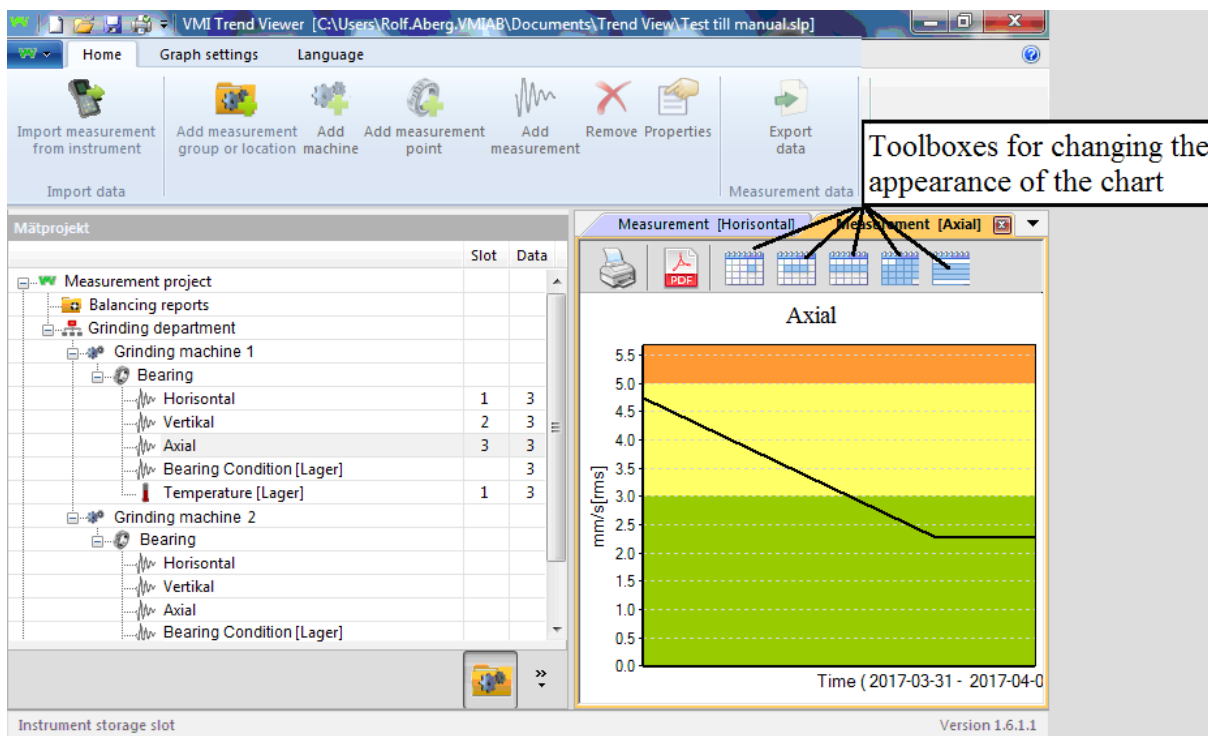 VMI Trend Viewer [C:\Users\Rolf.Aberg.VMIAB\Documents\Trend View\Test till manual.slp]
Home Graph settings Language
Import measurement from instrument
Add measurement group or location
Add machine
Add measurement point
Add measurement
Remove
Properties
Export data
Import data
Measurement data
Toolboxes for changing the
appearance of the chart
Mätprojekt
Slot Data
Measurement project
Balancing reports
Grinding department
Grinding machine 1
Bearing
Horisontal 1 3
Vertikal 2 3
Axial 3 3
Bearing Condition [Lager] 3
Temperature [Lager] 1 3
Grinding machine 2
Bearing
Horisontal
Vertikal
Axial
Bearing Condition [Lager]
Measurement [Horisontal] Measurement [Axial]
PDF
Axial
5.5
5.0
4.5
4.0
3.5
3.0
2.5
2.0
1.5
1.0
0.5
0.0
mm/s[rms]
Time ( 2017-03-31 - 2017-04-0
Instrument storage slot
Version 1.6.1.1